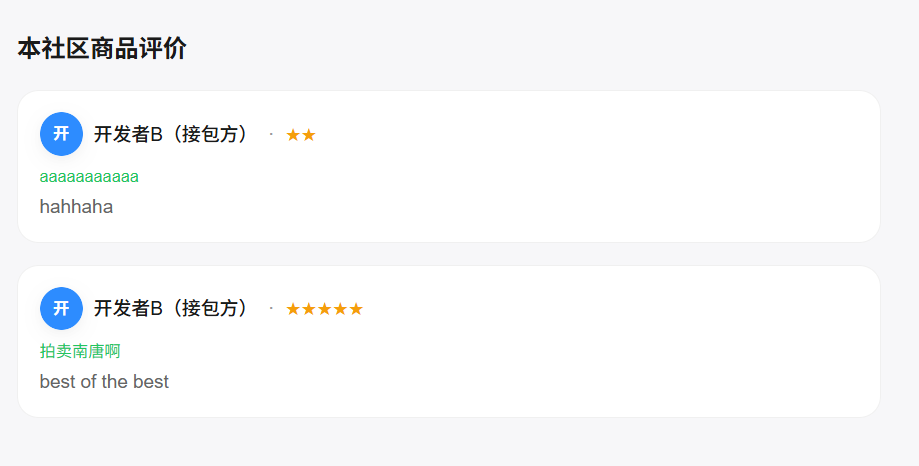 本社区商品评价
开 开发者B（接包方） · ★★
aaaaaaaaaaa
hahhaha
开 开发者B（接包方） · ★★★★★
拍卖南唐啊
best of the best